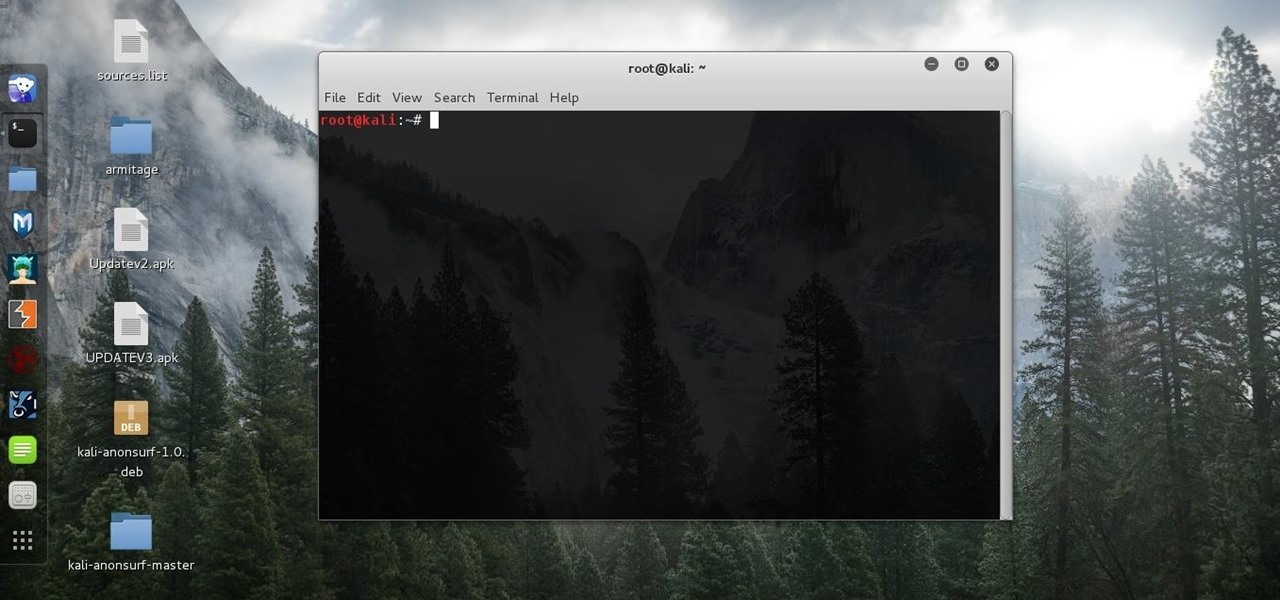 sources.list
armitage
Updatev2.apk
UPDATEV3.apk
DEB
kali-anonsurf-1.0.
deb
kali-anonsurf-master
root@kali: ~
File Edit View Search Terminal Help
root@kali:~#
$_